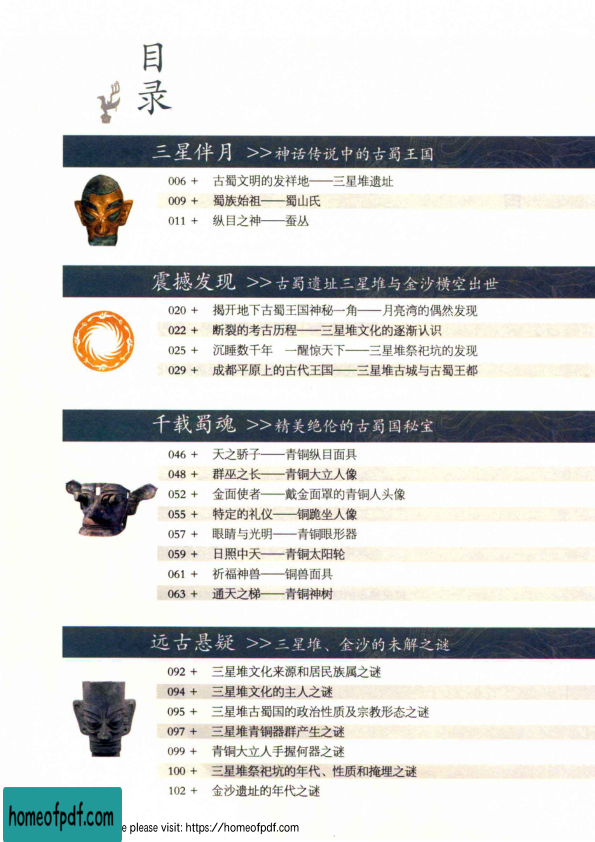 目
录
三星伴月 >>神话传说中的古蜀王国
006 + 古蜀文明的发祥地——三星堆遗址
009 + 蜀族始祖——蜀山氏
011 + 纵目之神——蚕丛
震撼发现 >>古蜀遗址三星堆与金沙横空出世
020 + 揭开地下古蜀王国神秘一角——月亮湾的偶然发现
022 + 断裂的考古历程——三星堆文化的逐渐认识
025 + 沉睡数千年 一醒惊天下——三星堆祭祀坑的发现
029 + 成都平原上的古代王国——三星堆古城与古蜀王都
千载蜀魂 >>精美绝伦的古蜀国秘宝
046 + 天之骄子——青铜纵目面具
048 + 群巫之长——青铜大立人像
052 + 金面使者——戴金面罩的青铜人头像
055 + 特定的礼仪——铜跪坐人像
057 + 眼睛与光明——青铜眼形器
059 + 日照中天——青铜太阳轮
061 + 祈福神兽——铜兽面具
063 + 通天之梯——青铜神树
远古悬疑 >>三星堆、金沙的未解之谜
092 + 三星堆文化来源和居民族属之谜
094 + 三星堆文化的主人之谜
095 + 三星堆古蜀国的政治性质及宗教形态之谜
097 + 三星堆青铜器群产生之谜
099 + 青铜大立人手握何器之谜
100 + 三星堆祭祀坑的年代、性质和掩埋之谜
102 + 金沙遗址的年代之谜
homeofpdf.com
please visit: https://homeofpdf.com